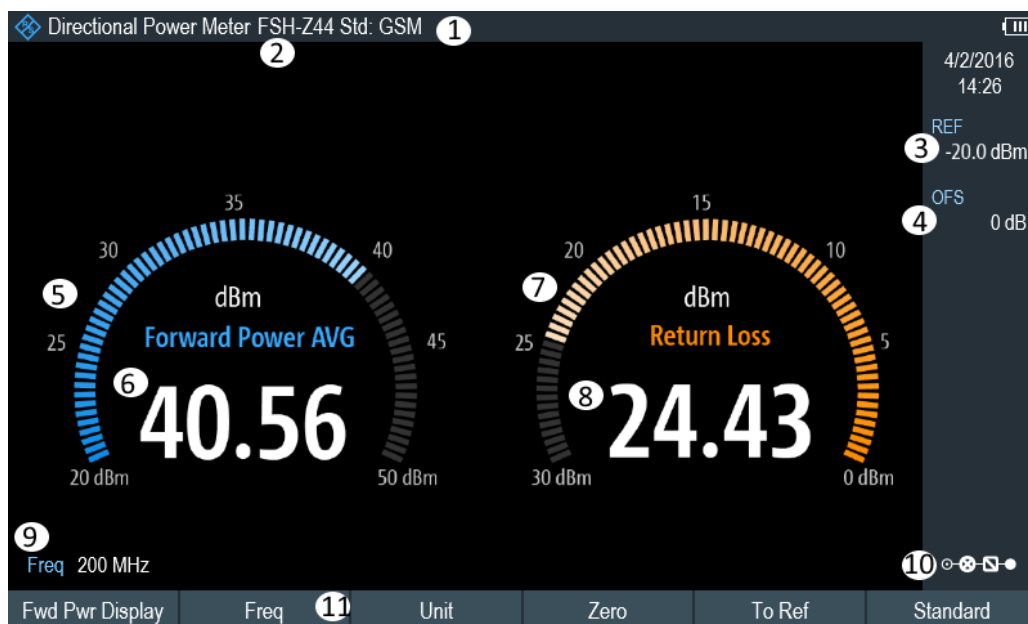 Directional Power Meter FSH-Z44 Std: GSM 1
2
4/2/2016
14:26
REF
3 -20.0 dBm
OFS
4 0 dB
35
30 40
5 dBm
25 Forward Power AVG 45
6 40.56
20 dBm 50 dBm
15
20 10
7 dBm
25 Return Loss 5
8 24.43
30 dBm 0 dBm
9
Freq 200 MHz
10
Fwd Pwr Display Freq 11 Unit Zero To Ref Standard